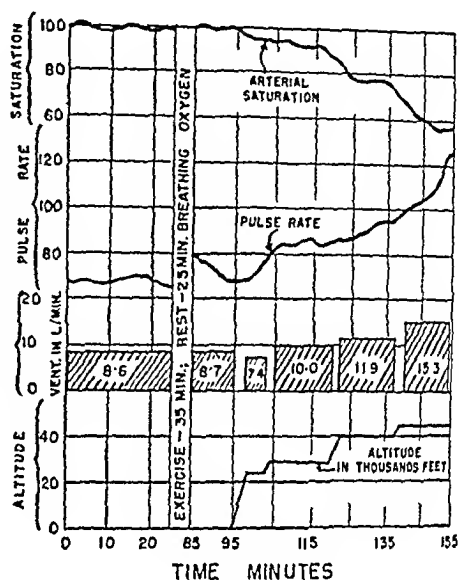 SATURATION
100
80
60
ARTERIAL
SATURATION
PULSE RATE
120
100
80
PULSE RATE
VENT. IN L/MIN.
20
10
0
8·6
8·7
7·4
10·0
11·9
15·3
ALTITUDE
40
20
0
ALTITUDE
IN THOUSANDS FEET
EXERCISE – 35 MIN.; REST – 25 MIN. BREATHING OXYGEN
0 10 20 85 95 115 135 155
TIME MINUTES